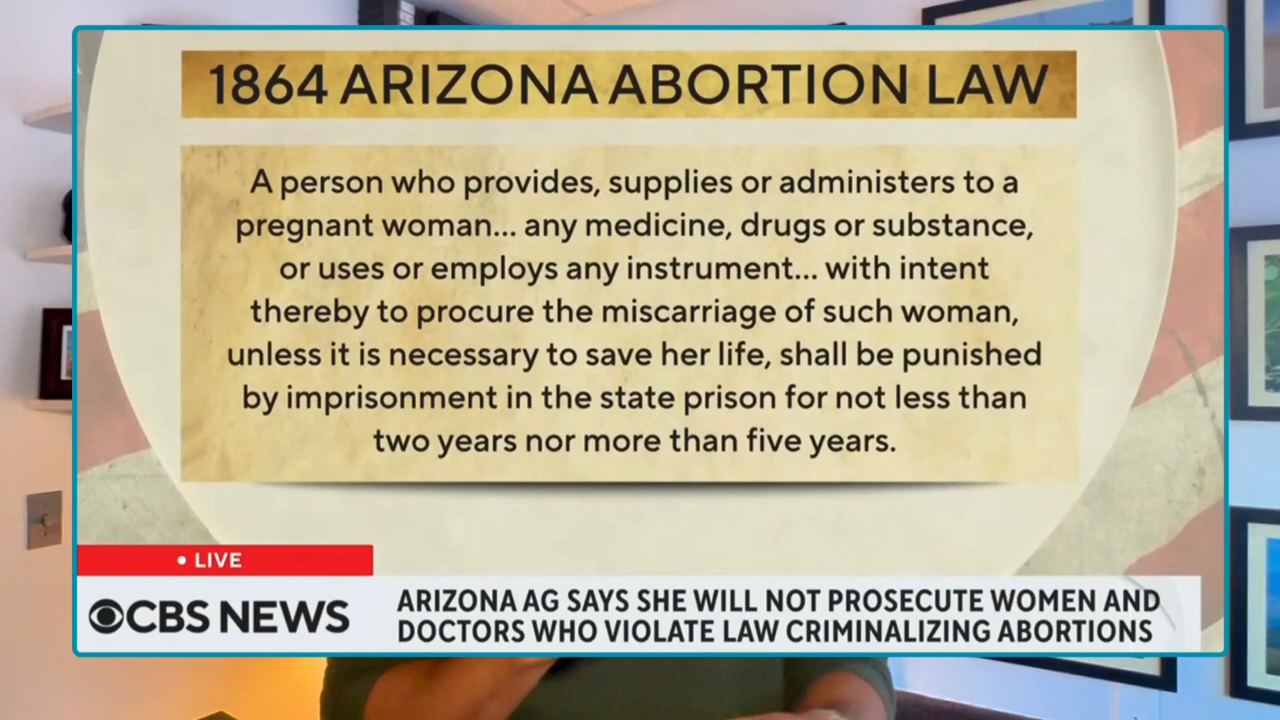 1864 ARIZONA ABORTION LAW
A person who provides, supplies or administers to a
pregnant woman... any medicine, drugs or substance,
or uses or employs any instrument... with intent
thereby to procure the miscarriage of such woman,
unless it is necessary to save her life, shall be punished
by imprisonment in the state prison for not less than
two years nor more than five years.
• LIVE
CBS NEWS
ARIZONA AG SAYS SHE WILL NOT PROSECUTE WOMEN AND
DOCTORS WHO VIOLATE LAW CRIMINALIZING ABORTIONS